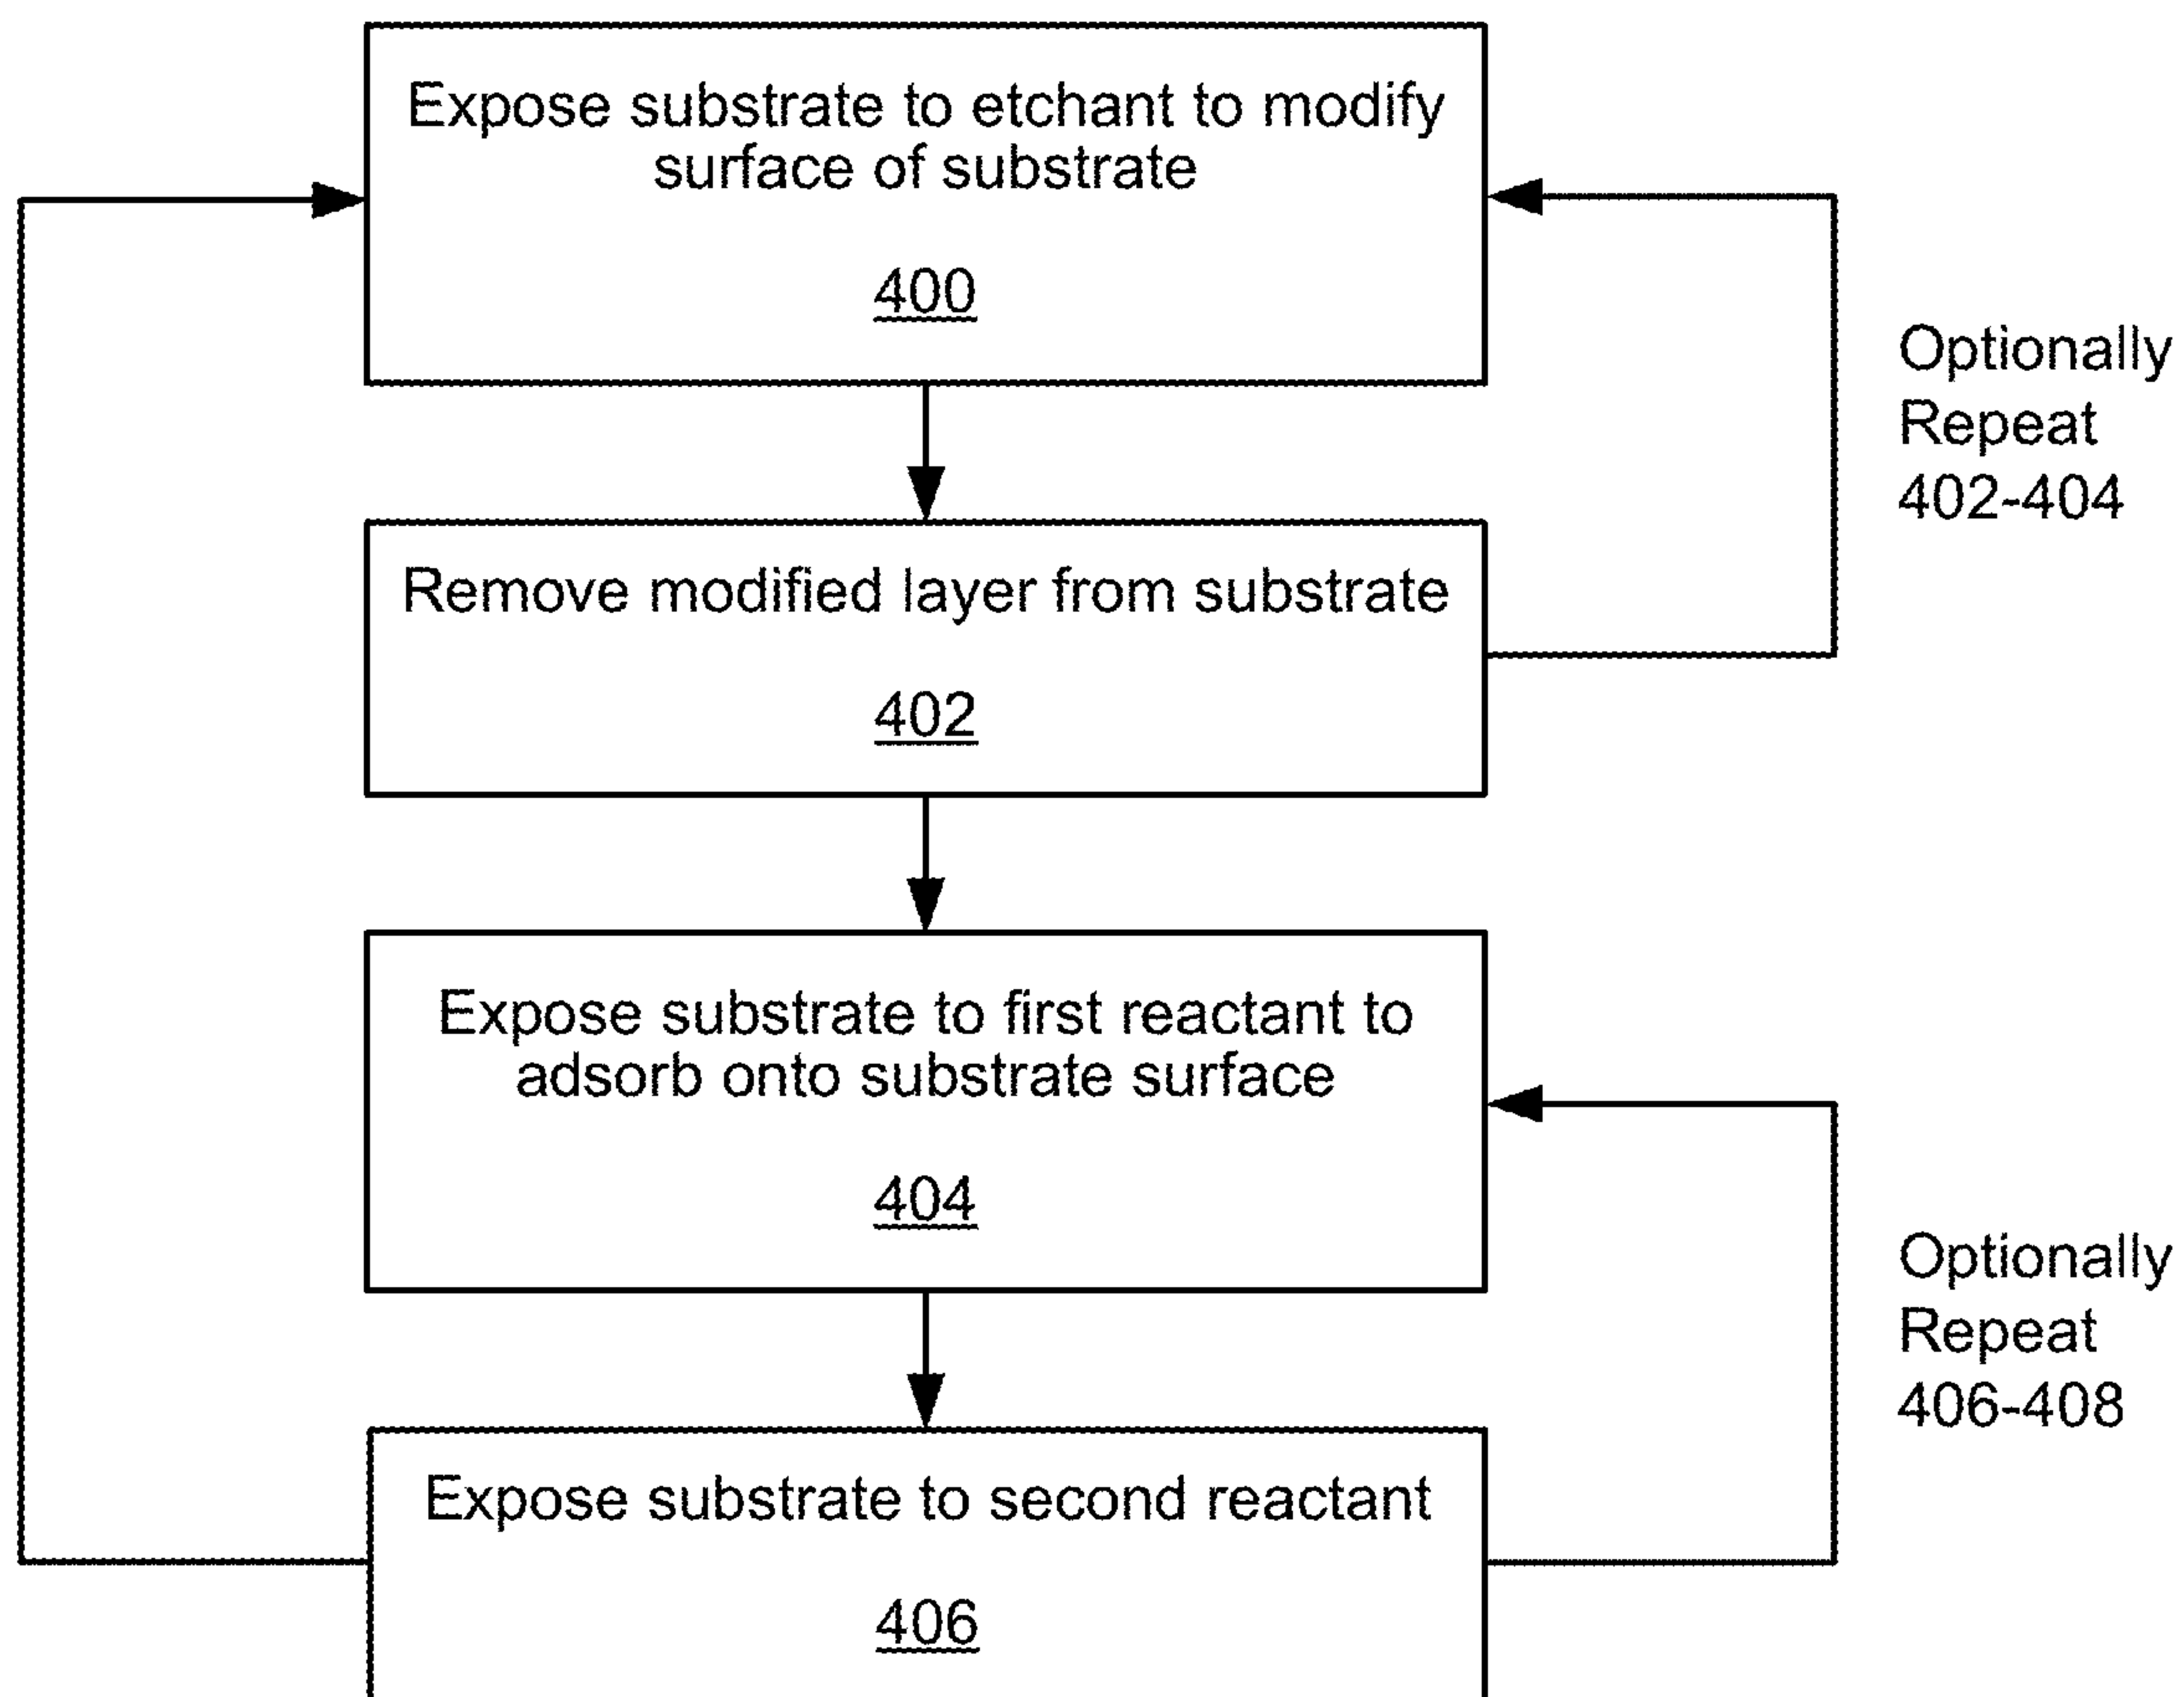 Expose substrate to etchant to modify
surface of substrate
400
Optionally
Repeat
402-404
Remove modified layer from substrate
402
Expose substrate to first reactant to
adsorb onto substrate surface
404
Optionally
Repeat
406-408
Expose substrate to second reactant
406